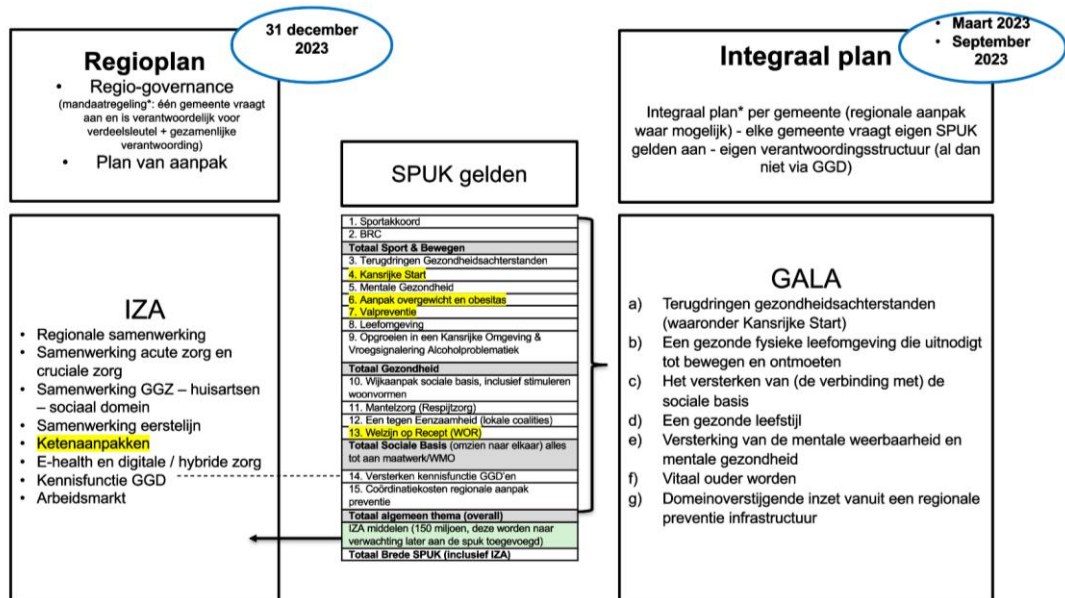 31 december
2023
Regioplan
• Regio-governance
(mandaatregeling*: één gemeente vraagt
aan en is verantwoordelijk voor
verdeelsleutel + gezamenlijke
verantwoording)
• Plan van aanpak
IZA
• Regionale samenwerking
• Samenwerking acute zorg en
cruciale zorg
• Samenwerking GGZ – huisartsen
– sociaal domein
• Samenwerking eerstelijn
• Ketenaanpakken
• E-health en digitale / hybride zorg
• Kennisfunctie GGD
• Arbeidsmarkt
SPUK gelden
1. Sportakkoord
2. BRC
Totaal Sport & Bewegen
3. Terugdringen Gezondheidsachterstanden
4. Kansrijke Start
5. Mentale Gezondheid
6. Aanpak overgewicht en obesitas
7. Valpreventie
8. Leefomgeving
9. Opgroeien in een Kansrijke Omgeving &
Vroegsignalering Alcoholproblematiek
Totaal Gezondheid
10. Wijkaanpak sociale basis, inclusief stimuleren
woonvormen
11. Mantelzorg (Respijtzorg)
12. Een tegen Eenzaamheid (lokale coalities)
13. Welzijn op Recept (WOR)
Totaal Sociale Basis (omzien naar elkaar) alles
tot aan maatwerk/WMO
14. Versterken kennisfunctie GGD'en
15. Coördinatiekosten regionale aanpak
preventie
Totaal algemeen thema (overall)
IZA middelen (150 miljoen, deze worden naar
verwachting later aan de spuk toegevoegd)
Totaal Brede SPUK (inclusief IZA)
• Maart 2023
• September
2023
Integraal plan
Integraal plan* per gemeente (regionale aanpak
waar mogelijk) - elke gemeente vraagt eigen SPUK
gelden aan - eigen verantwoordingsstructuur (al dan
niet via GGD)
GALA
a) Terugdringen gezondheidsachterstanden
(waaronder Kansrijke Start)
b) Een gezonde fysieke leefomgeving die uitnodigt
tot bewegen en ontmoeten
c) Het versterken van (de verbinding met) de
sociale basis
d) Een gezonde leefstijl
e) Versterking van de mentale weerbaarheid en
mentale gezondheid
f) Vitaal ouder worden
g) Domeinoverstijgende inzet vanuit een regionale
preventie infrastructuur